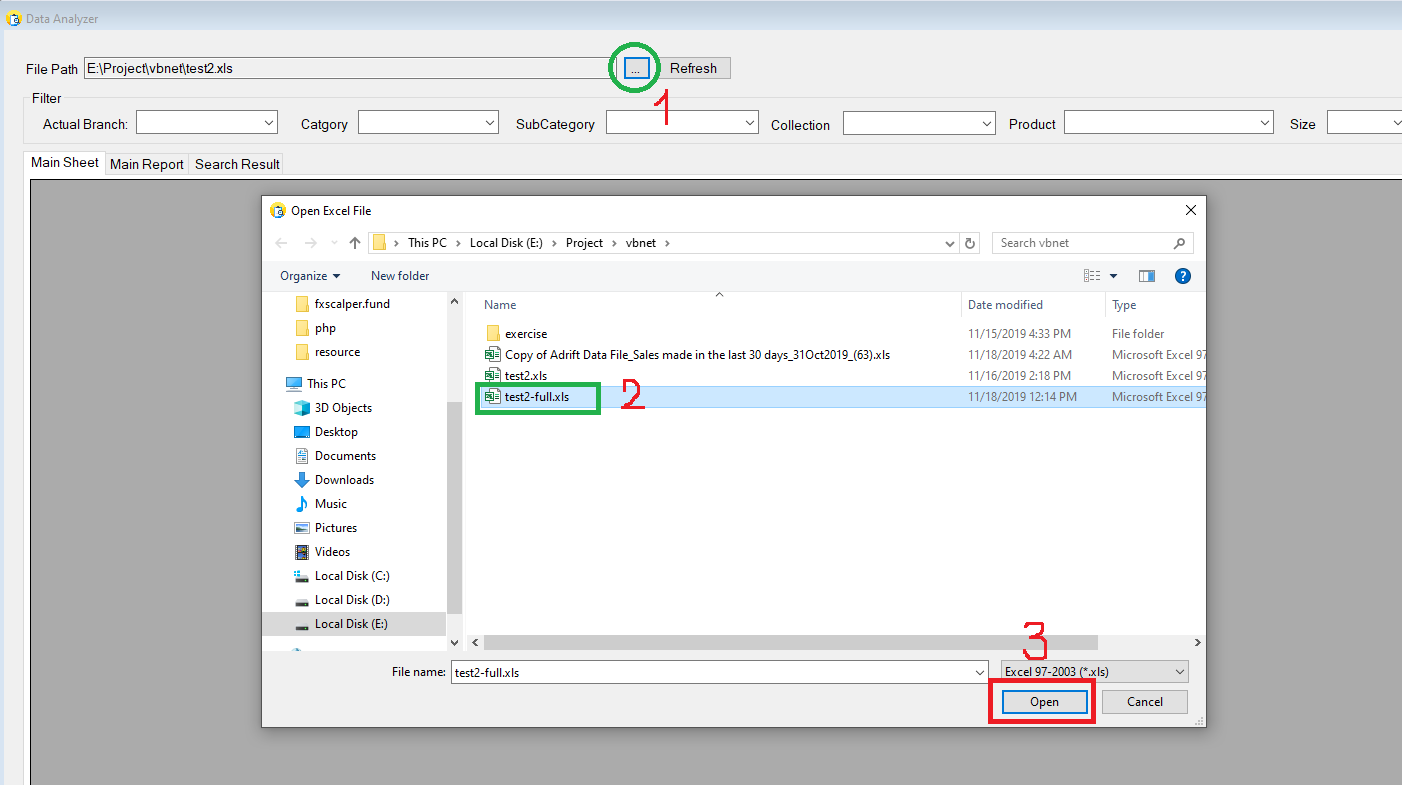 Data Analyzer
File Path E:\Project\vbnet\test2.xls ... Refresh
1
Filter
Actual Branch: Catgory SubCategory Collection Product Size
Main Sheet Main Report Search Result
Open Excel File
This PC > Local Disk (E:) > Project > vbnet > Search vbnet
Organize New folder
Name Date modified Type
fxscalper.fund
php
resource
This PC
3D Objects
Desktop
Documents
Downloads
Music
Pictures
Videos
Local Disk (C:)
Local Disk (D:)
Local Disk (E:)
exercise 11/15/2019 4:33 PM File folder
Copy of Adrift Data File_Sales made in the last 30 days_31Oct2019_(63).xls 11/18/2019 4:22 AM Microsoft Excel 97
test2.xls 11/16/2019 2:18 PM Microsoft Excel 97
test2-full.xls 2 11/18/2019 12:14 PM Microsoft Excel 97
3
File name: test2-full.xls Excel 97-2003 (*.xls)
Open Cancel